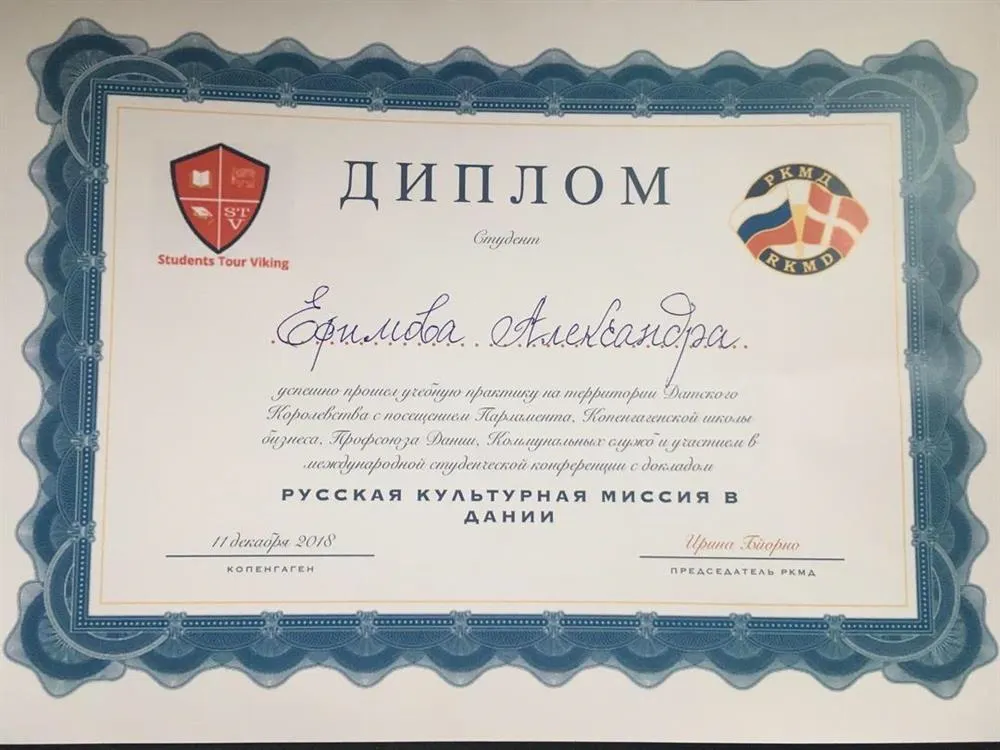 ДИПЛОМ
Студент
РКМД
RKMD
ST
V
Students Tour Viking
Ефимова Александра
успешно прошел учебную практику на территории Датского
Королевства с посещением Парламента, Копенгагенской школы
бизнеса, Профсоюза Дании, Коммунальных служб и участием в
международной студенческой конференции с докладом
РУССКАЯ КУЛЬТУРНАЯ МИССИЯ В
ДАНИИ
11 декабря 2018
Ирина Бйорно
КОПЕНГАГЕН
ПРЕДСЕДАТЕЛЬ РКМД